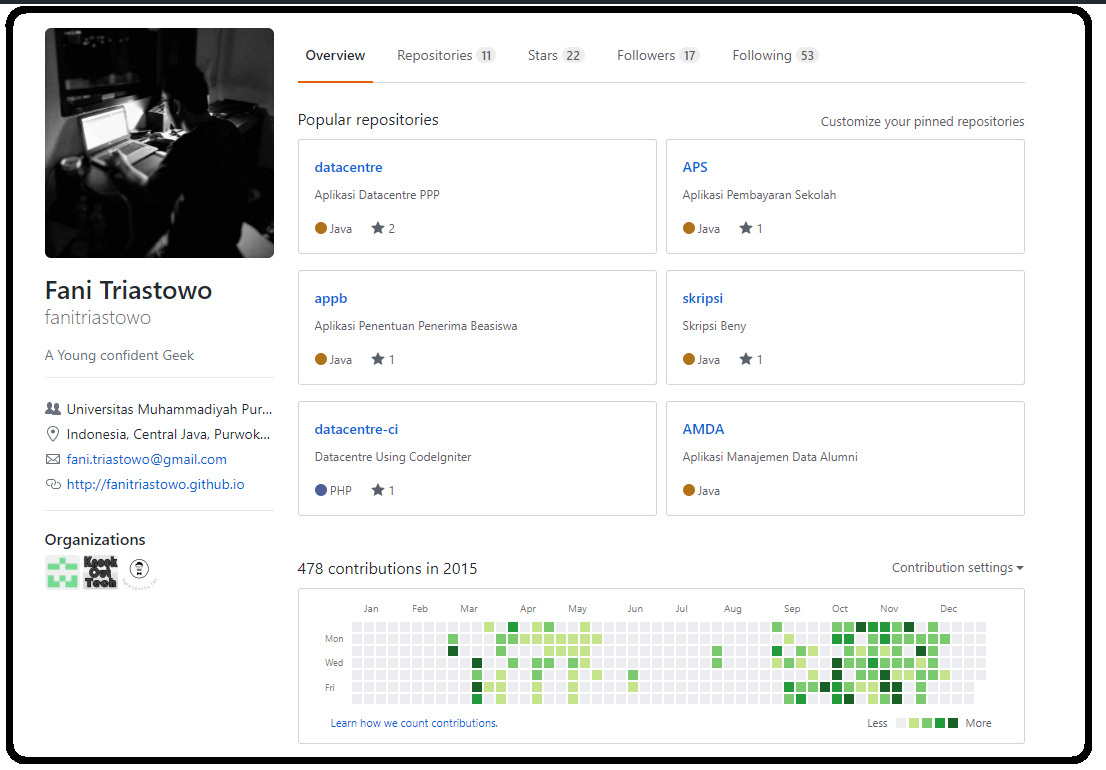 Overview Repositories 11 Stars 22 Followers 17 Following 53
Popular repositories
Customize your pinned repositories
datacentre
Aplikasi Datacentre PPP
Java 2
APS
Aplikasi Pembayaran Sekolah
Java 1
appb
Aplikasi Penentuan Penerima Beasiswa
Java 1
skripsi
Skripsi Beny
Java 1
datacentre-ci
Datacentre Using CodeIgniter
PHP 1
AMDA
Aplikasi Manajemen Data Alumni
Java
Fani Triastowo
fanitriastowo
A Young confident Geek
Universitas Muhammadiyah Pur...
Indonesia, Central Java, Purwok...
fani.triastowo@gmail.com
http://fanitriastowo.github.io
Organizations
Knock
Out
Tech
478 contributions in 2015
Contribution settings
Jan Feb Mar Apr May Jun Jul Aug Sep Oct Nov Dec
Mon
Wed
Fri
Learn how we count contributions.
Less More